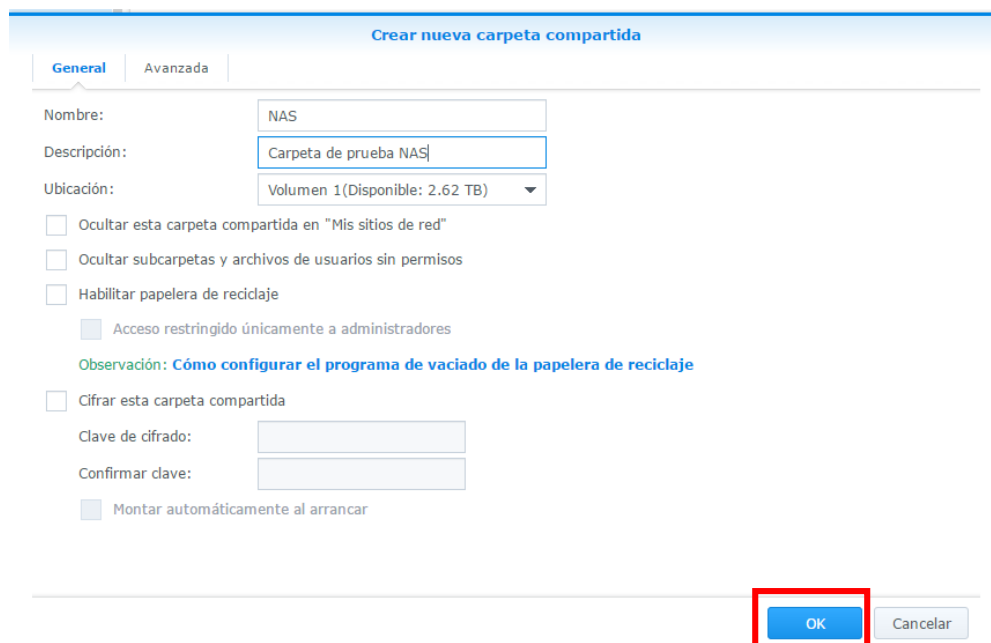 Crear nueva carpeta compartida
General Avanzada
Nombre: NAS
Descripción: Carpeta de prueba NAS
Ubicación: Volumen 1(Disponible: 2.62 TB)
Ocultar esta carpeta compartida en "Mis sitios de red"
Ocultar subcarpetas y archivos de usuarios sin permisos
Habilitar papelera de reciclaje
Acceso restringido únicamente a administradores
Observación: Cómo configurar el programa de vaciado de la papelera de reciclaje
Cifrar esta carpeta compartida
Clave de cifrado:
Confirmar clave:
Montar automáticamente al arrancar
OK Cancelar